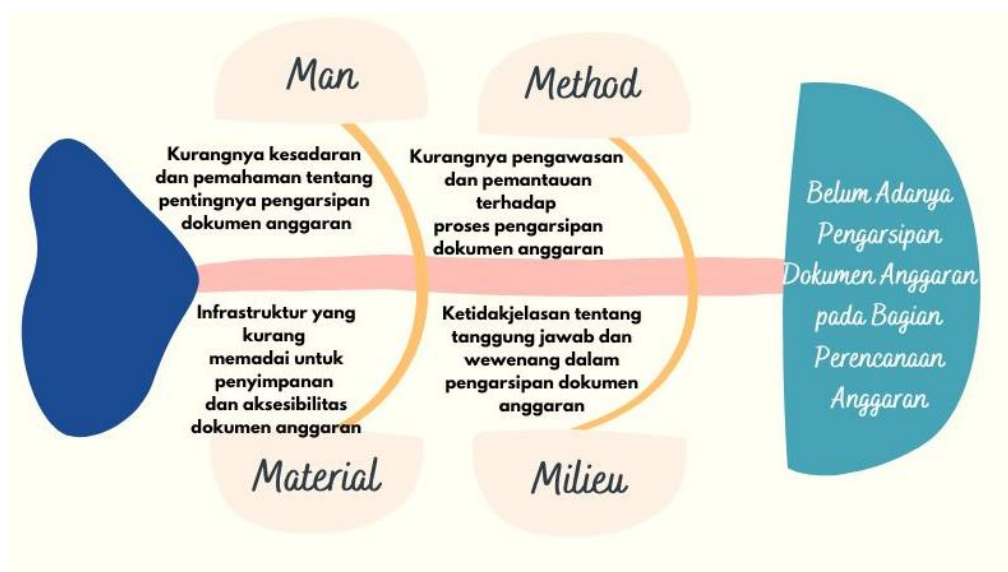 Man
Kurangnya kesadaran
dan pemahaman tentang
pentingnya pengarsipan
dokumen anggaran
Method
Kurangnya pengawasan
dan pemantauan
terhadap
proses pengarsipan
dokumen anggaran
Infrastruktur yang
kurang
memadai untuk
penyimpanan
dan aksesibilitas
dokumen anggaran
Material
Ketidakjelasan tentang
tanggung jawab dan
wewenang dalam
pengarsipan dokumen
anggaran
Milieu
Belum Adanya
Pengarsipan
Dokumen Anggaran
pada Bagian
Perencanaan
Anggaran